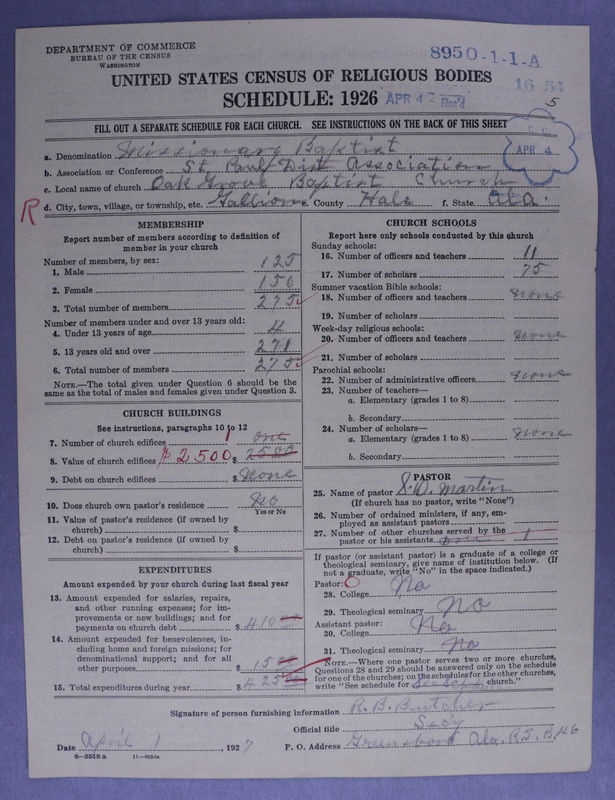 DEPARTMENT OF COMMERCE
BUREAU OF THE CENSUS
WASHINGTON
8950-1-1-A
UNITED STATES CENSUS OF RELIGIOUS BODIES
SCHEDULE: 1926
APR 4 - Rec'd
16 54
5
FILL OUT A SEPARATE SCHEDULE FOR EACH CHURCH. SEE INSTRUCTIONS ON THE BACK OF THIS SHEET
APR 4
a. Denomination Missionare Baptist
b. Association or Conference St. Paul Dist Association
c. Local name of church Oak Grove Baptist Church
R d. City, town, village, or township, etc. Gallion e. County Hale f. State Ala.
MEMBERSHIP
Report number of members according to definition of member in your church
Number of members, by sex:
1. Male 125
2. Female 150
3. Total number of members 275
Number of members under and over 13 years old:
4. Under 13 years of age 4
5. 13 years old and over 271
6. Total number of members 275
NOTE.—The total given under Question 6 should be the same as the total of males and females given under Question 3.
CHURCH BUILDINGS
See instructions, paragraphs 10 to 12
7. Number of church edifices 1 one
8. Value of church edifices $2500 $ 2500
9. Debt on church edifices $ None
10. Does church own pastor's residence No
Yes or No
11. Value of pastor's residence (if owned by church) $
12. Debt on pastor's residence (if owned by church) $
EXPENDITURES
Amount expended by your church during last fiscal year
13. Amount expended for salaries, repairs, and other running expenses; for improvements or new buildings; and for payments on church debt $ 410 00
14. Amount expended for benevolences, including home and foreign missions; for denominational support; and for all other purposes $ 15 00
15. Total expenditures during year $ 425 00
CHURCH SCHOOLS
Report here only schools conducted by this church
Sunday schools:
16. Number of officers and teachers 11
17. Number of scholars 75
Summer vacation Bible schools:
18. Number of officers and teachers none
19. Number of scholars
Week-day religious schools:
20. Number of officers and teachers none
21. Number of scholars
Parochial schools:
22. Number of administrative officers none
23. Number of teachers—
a. Elementary (grades 1 to 8)
b. Secondary
24. Number of scholars—
a. Elementary (grades 1 to 8) none
b. Secondary
PASTOR
25. Name of pastor S. D. Martin
(If church has no pastor, write "None")
26. Number of ordained ministers, if any, employed as assistant pastors
27. Number of other churches served by the pastor or his assistants one 1
If pastor (or assistant pastor) is a graduate of a college or theological seminary, give name of institution below. (If not a graduate, write "No" in the space indicated.)
Pastor:
28. College No
29. Theological seminary No
Assistant pastor:
30. College No
31. Theological seminary No
NOTE.—Where one pastor serves two or more churches, Questions 28 and 29 should be answered only on the schedule for one of the churches; on the schedules for the other churches, write "See schedule for church."
Signature of person furnishing information R. B. Butcher
Official title Secy
Date April 1, 1927 P. O. Address Greensboro Ala. R5, B.46
8-5518a 11-9054a